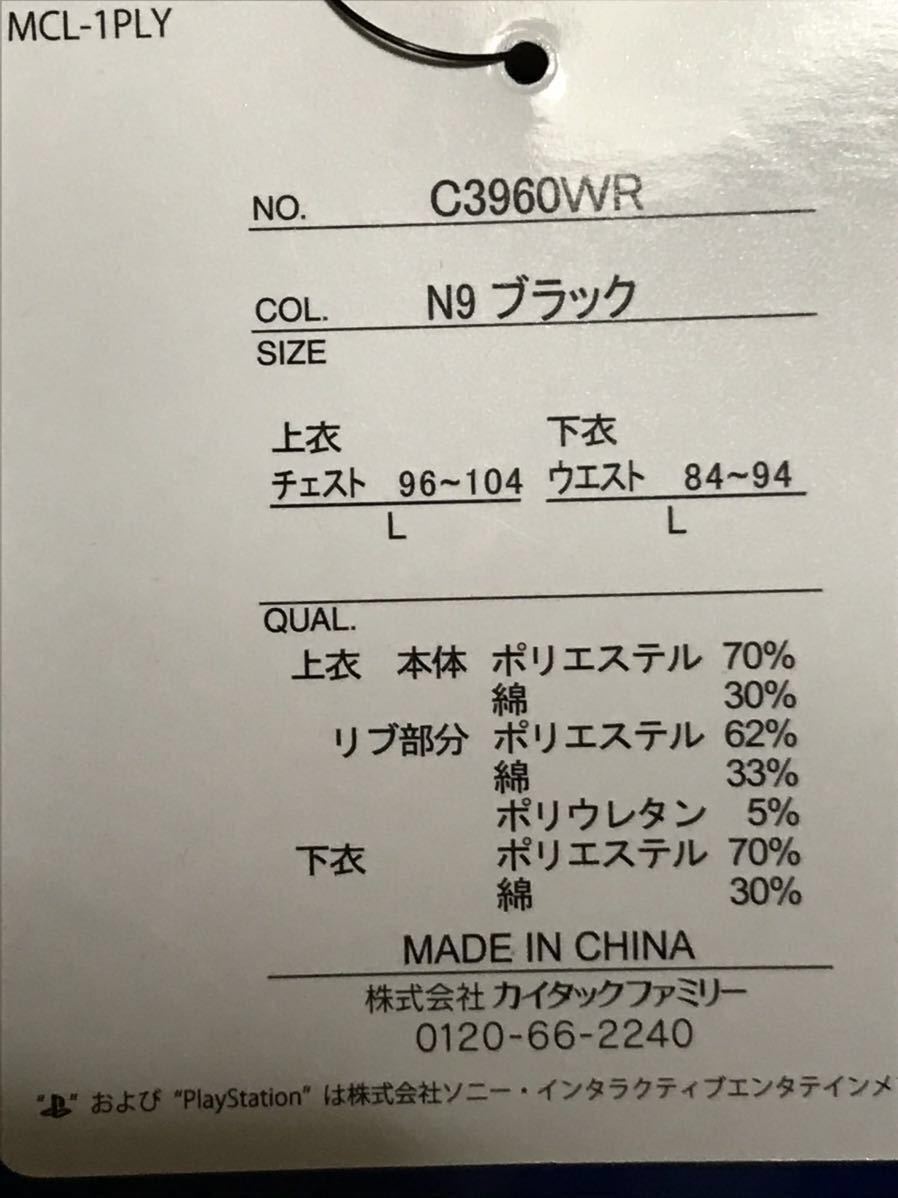 MCL-1PLY
NO. C3960WR
COL. N9 ブラック
SIZE
上衣 下衣
チェスト 96~104 ウエスト 84~94
L L
QUAL.
上衣 本体 ポリエステル 70%
綿 30%
リブ部分 ポリエステル 62%
綿 33%
ポリウレタン 5%
下衣 ポリエステル 70%
綿 30%
MADE IN CHINA
株式会社 カイタックファミリー
0120-66-2240
“PS” および “PlayStation” は株式会社ソニー・インタラクティブエンタテインメ